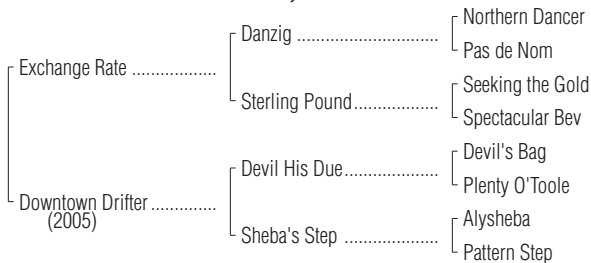 Northern Dancer
Danzig ..............................
Pas de Nom
Exchange Rate ..................
Seeking the Gold
Sterling Pound..................
Spectacular Bev
Devil's Bag
Devil His Due....................
Plenty O'Toole
Downtown Drifter..............
(2005)
Alysheba
Sheba's Step ....................
Pattern Step